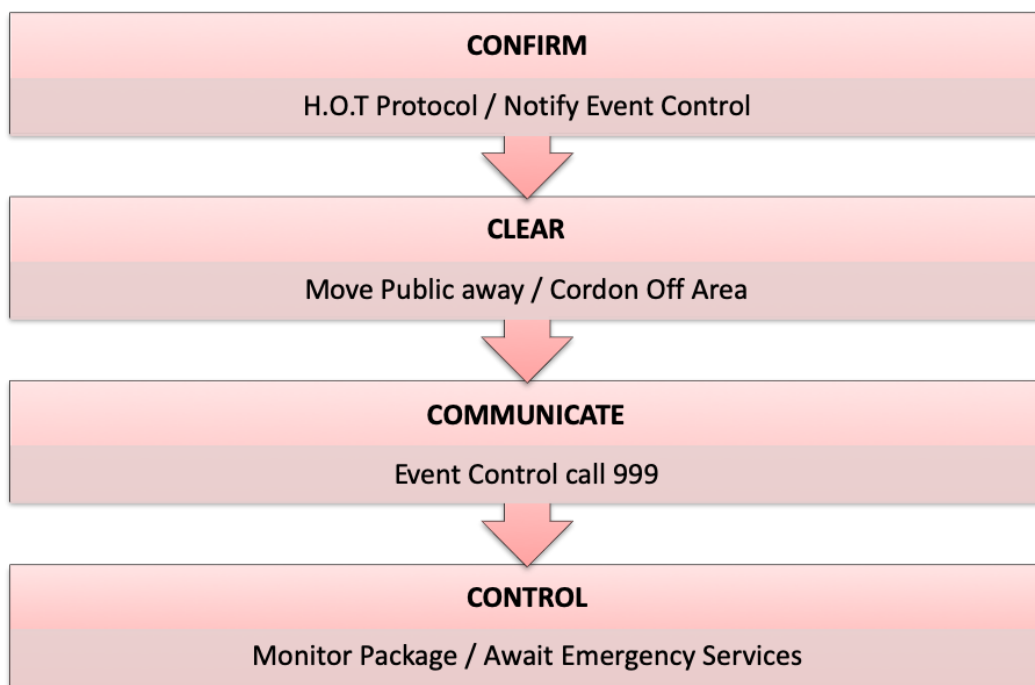 CONFIRM
H.O.T Protocol / Notify Event Control
CLEAR
Move Public away / Cordon Off Area
COMMUNICATE
Event Control call 999
CONTROL
Monitor Package / Await Emergency Services